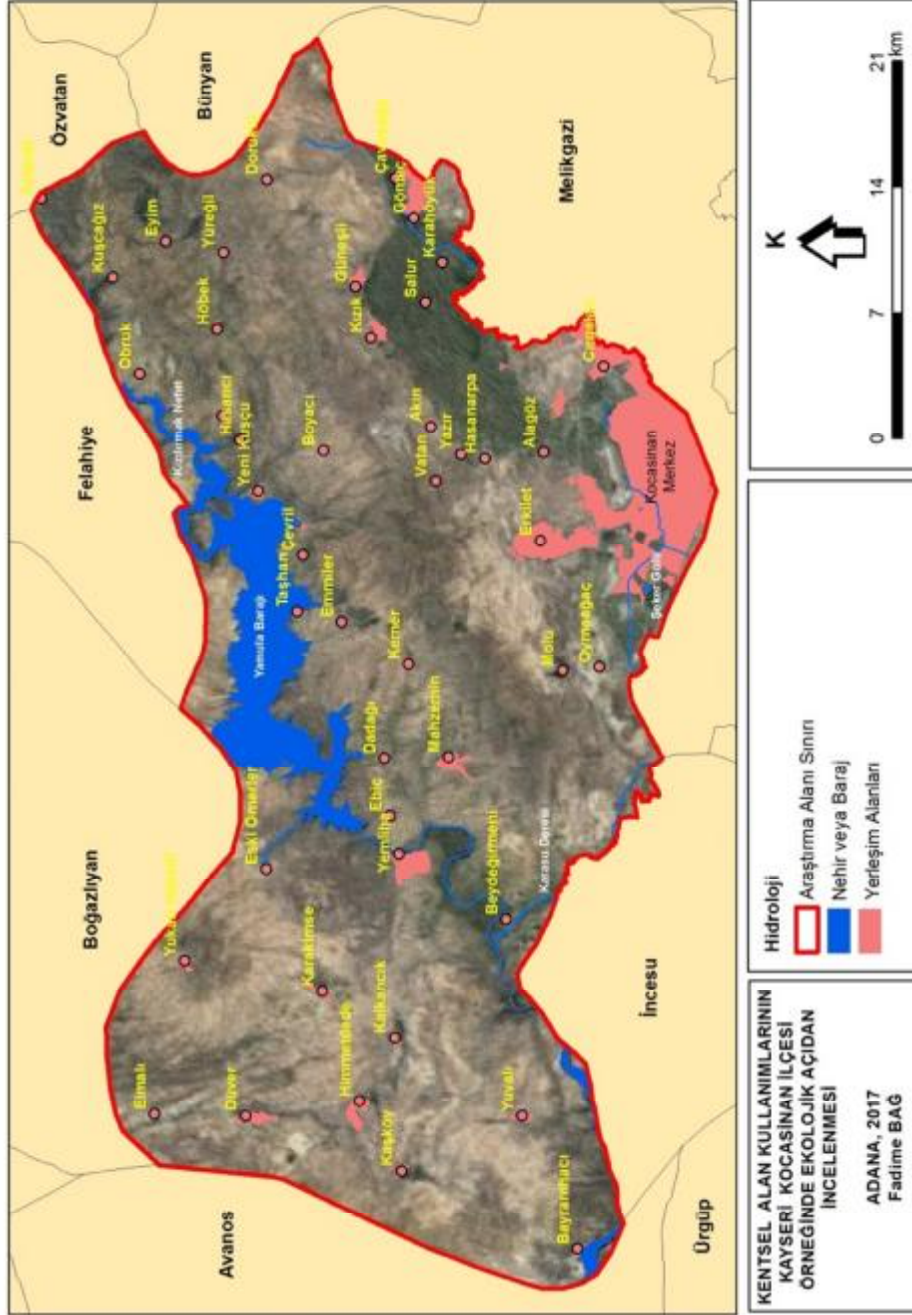 Boğazlıyan
Felahiye
Özvatan
Bünyan
Kuşcağız
Obruk
Eyim
Elmalı
Yüreğil
Höbek
Kızılırmak Nehri
Yeni Kuşçu
Doruklu
Düver
Eski Ömerler
Yamula Barajı
Taşhan
Çevril
Boyacı
Karakimse
Emmiler
Güneşli
Kızık
Himmetdede
Kalkancık
Dadağı
Ebiç
Yemliha
Kemer
Gömeç
Kaşköy
Avanos
Vatan
Akın
Salur
Karahöyük
Mahzemin
Yazır
Hasanarpa
Beydeğirmeni
Karasu Deresi
Yuvalı
Erkilet
Alagöz
Molu
Oymaağaç
Melikgazi
Bayramhacı
İncesu
Kocasinan
Merkez
Ürgüp
KENTSEL ALAN KULLANIMLARININ
KAYSERİ KOCASİNAN İLÇESİ
ÖRNEĞİNDE EKOLOJİK AÇIDAN
İNCELENMESİ
ADANA, 2017
Fadime BAĞ
Hidroloji
Araştırma Alanı Sınırı
Nehir veya Baraj
Yerleşim Alanları
K
0 7 14 21
km